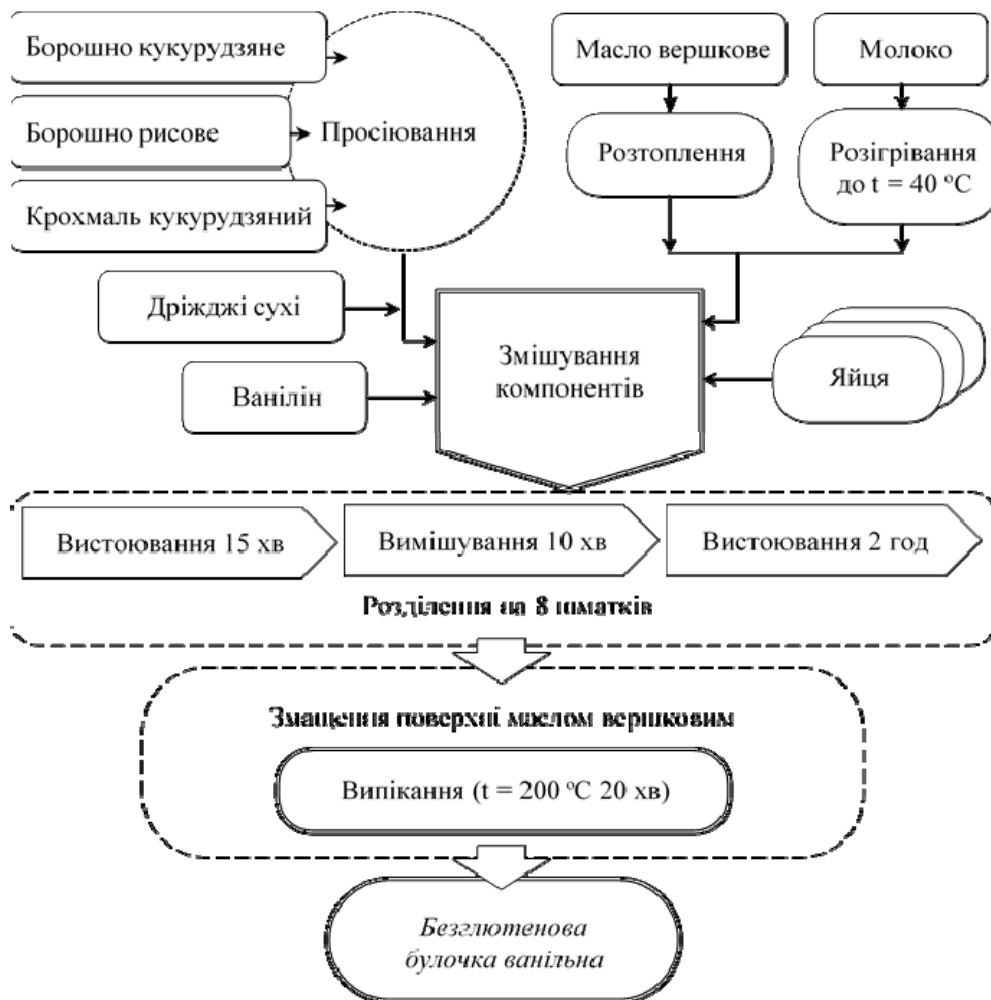 Борошно кукурудзяне
Борошно рисове
Крохмаль кукурудзяний
Просіювання
Масло вершкове
Молоко
Розтоплення
Розігрівання
до t = 40 °C
Дріжджі сухі
Ванілін
Змішування
компонентів
Яйця
Вистоювання 15 хв
Вимішування 10 хв
Вистоювання 2 год
Розділення на 8 шматків
Змащення поверхні маслом вершковим
Випікання (t = 200 °C 20 хв)
Безглютенова
булочка ванільна